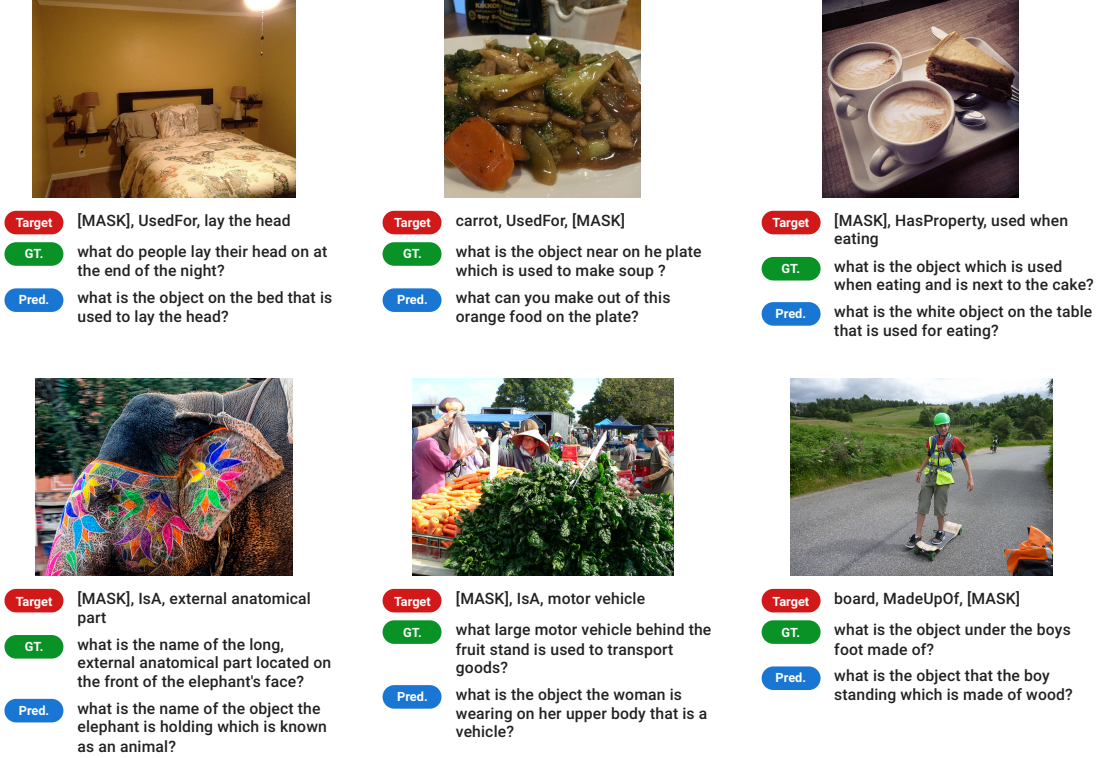 KIKKOMAN
Soy Sauce
Target [MASK], UsedFor, lay the head
GT. what do people lay their head on at
the end of the night?
Pred. what is the object on the bed that is
used to lay the head?
Target carrot, UsedFor, [MASK]
GT. what is the object near on he plate
which is used to make soup ?
Pred. what can you make out of this
orange food on the plate?
Target [MASK], HasProperty, used when
eating
GT. what is the object which is used
when eating and is next to the cake?
Pred. what is the white object on the table
that is used for eating?
Target [MASK], IsA, external anatomical
part
GT. what is the name of the long,
external anatomical part located on
the front of the elephant's face?
Pred. what is the name of the object the
elephant is holding which is known
as an animal?
Target [MASK], IsA, motor vehicle
GT. what large motor vehicle behind the
fruit stand is used to transport
goods?
Pred. what is the object the woman is
wearing on her upper body that is a
vehicle?
Target board, MadeUpOf, [MASK]
GT. what is the object under the boys
foot made of?
Pred. what is the object that the boy
standing which is made of wood?